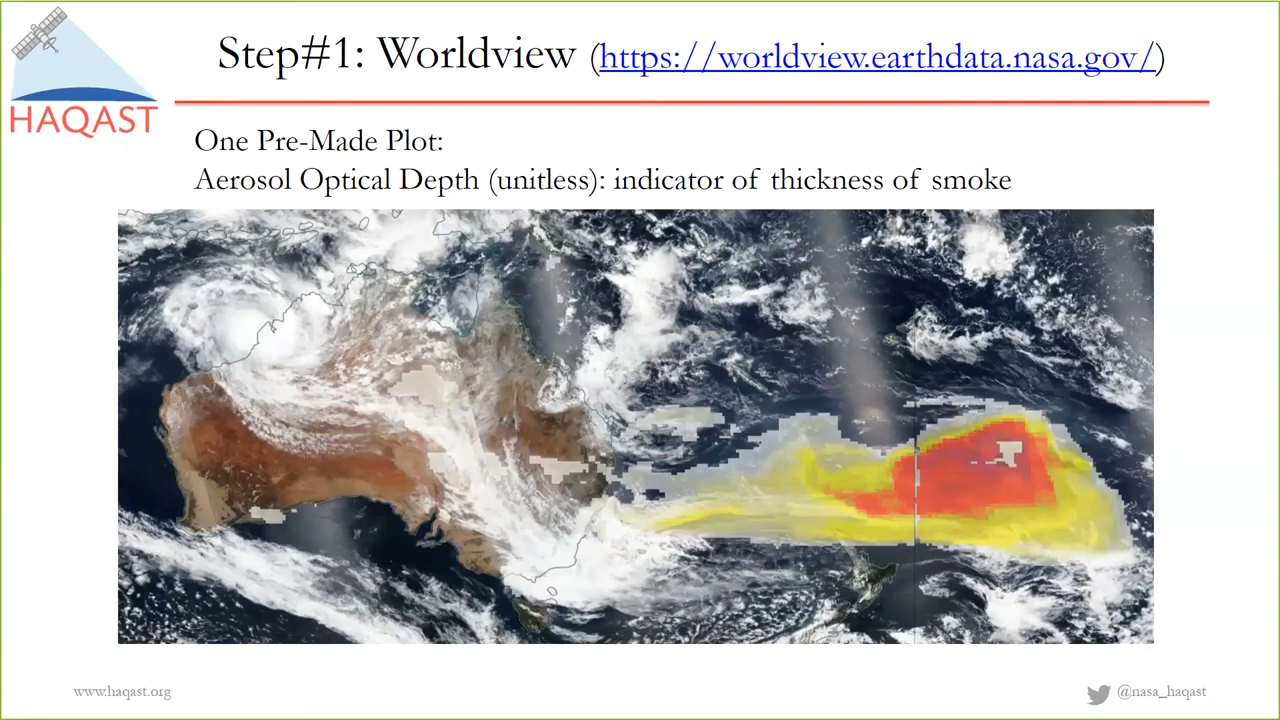 HAQAST
Step#1: Worldview (https://worldview.earthdata.nasa.gov/)
One Pre-Made Plot:
Aerosol Optical Depth (unitless): indicator of thickness of smoke
www.haqast.org
@nasa_haqast